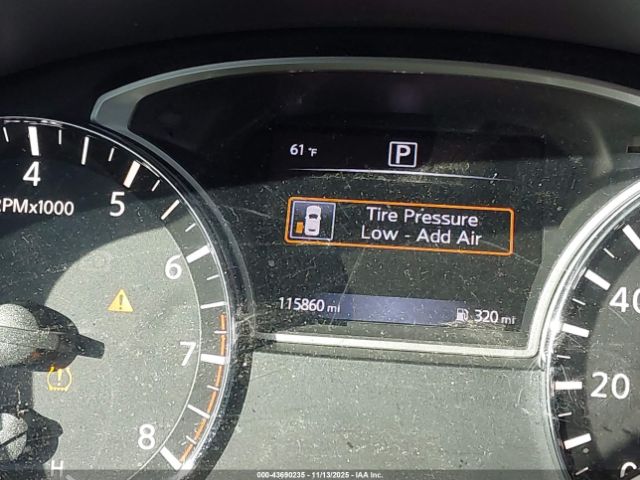 61 °F
P
Tire Pressure
Low - Add Air
115860 mi
320 mi
4
5
RPMx1000
6
7
8
H
40
20
000-43690235 - 11/13/2025 - IAAI, Inc.